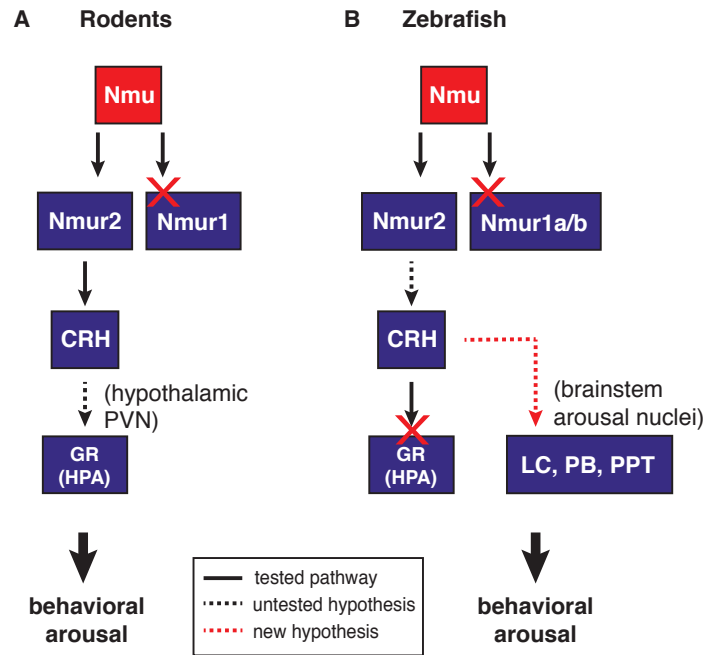 A Rodents
Nmu
Nmur2
Nmur1
CRH
(hypothalamic
PVN)
GR
(HPA)
behavioral
arousal
B Zebrafish
Nmu
Nmur2
Nmur1a/b
CRH
(brainstem
arousal nuclei)
GR
(HPA)
LC, PB, PPT
behavioral
arousal
tested pathway
untested hypothesis
new hypothesis